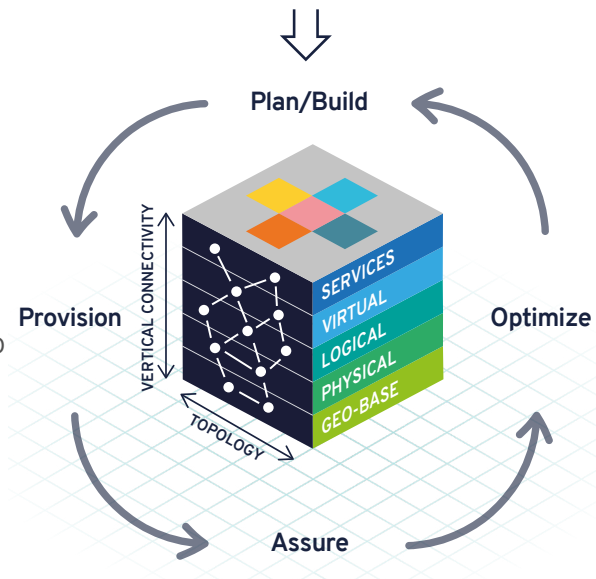 Plan/Build
VERTICAL CONNECTIVITY
SERVICES
VIRTUAL
LOGICAL
PHYSICAL
GEO-BASE
Provision
Optimize
TOPOLOGY
Assure